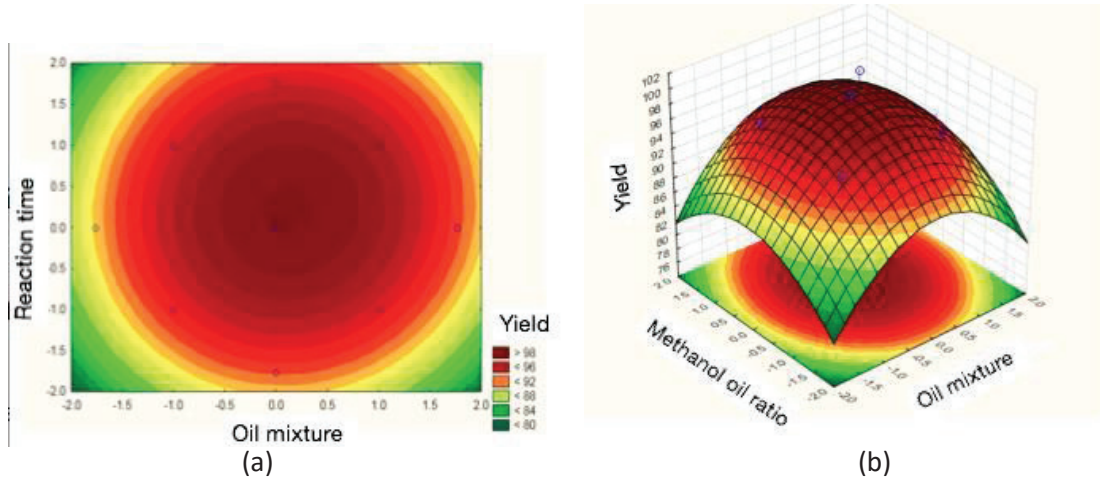 2.0
1.5
1.0
0.5
0.0
-0.5
-1.0
-1.5
-2.0
Reaction time
-2.0 -1.5 -1.0 -0.5 0.0 0.5 1.0 1.5 2.0
Oil mixture
Yield
> 98
< 96
< 92
< 88
< 84
< 80
(a)
102
100
98
96
94
92
90
88
86
84
82
80
78
76
Yield
2.0 1.5 1.0 0.5 0.0 -0.5 -1.0 -1.5 -2.0
Methanol oil ratio
-2.0 -1.5 -1.0 -0.5 0.0 0.5 1.0 1.5 2.0
Oil mixture
(b)